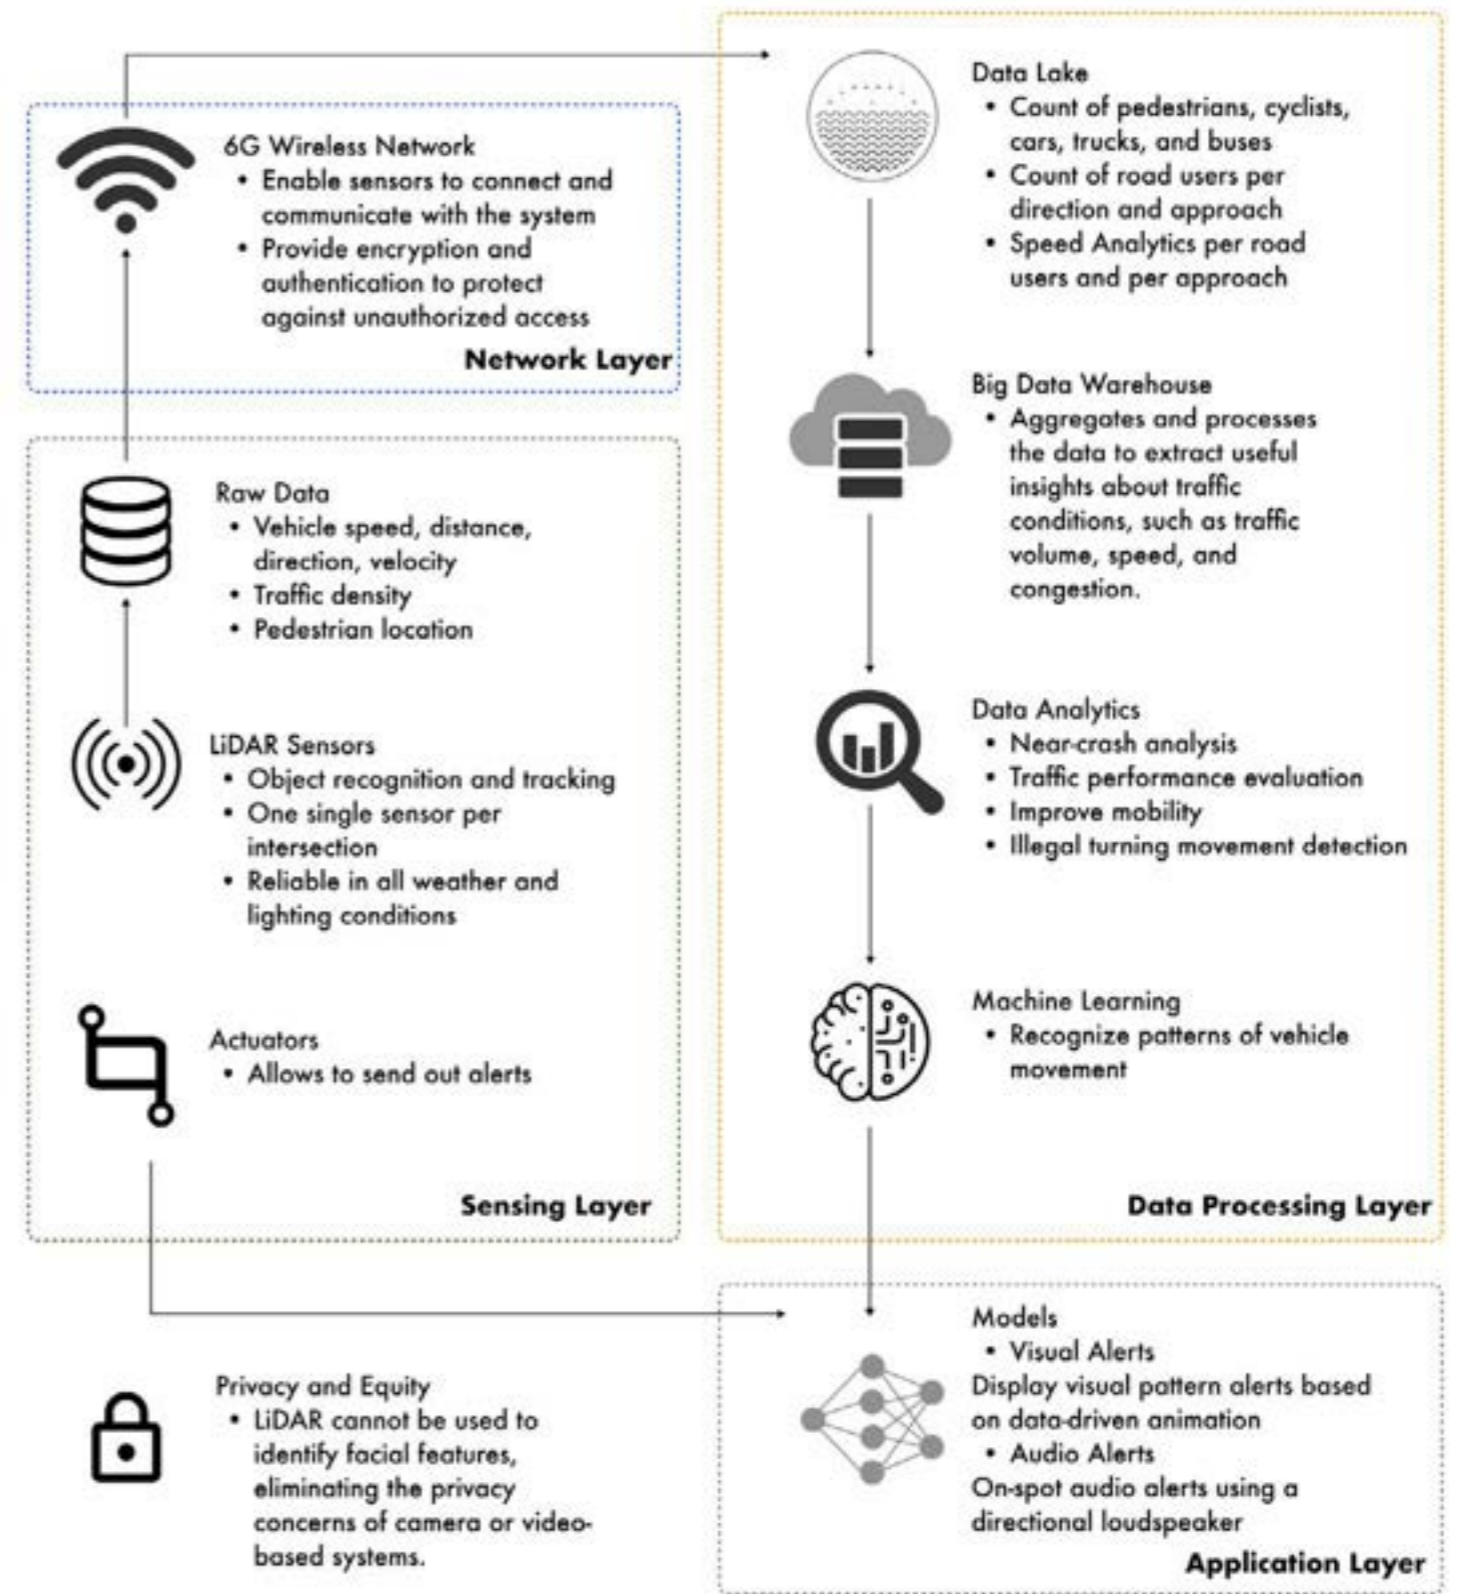 6G Wireless Network
• Enable sensors to connect and
communicate with the system
• Provide encryption and
authentication to protect
against unauthorized access
Network Layer
Raw Data
• Vehicle speed, distance,
direction, velocity
• Traffic density
• Pedestrian location
LiDAR Sensors
• Object recognition and tracking
• One single sensor per
intersection
• Reliable in all weather and
lighting conditions
Actuators
• Allows to send out alerts
Sensing Layer
Privacy and Equity
• LiDAR cannot be used to
identify facial features,
eliminating the privacy
concerns of camera or video-
based systems.
Data Lake
• Count of pedestrians, cyclists,
cars, trucks, and buses
• Count of road users per
direction and approach
• Speed Analytics per road
users and per approach
Big Data Warehouse
• Aggregates and processes
the data to extract useful
insights about traffic
conditions, such as traffic
volume, speed, and
congestion.
Data Analytics
• Near-crash analysis
• Traffic performance evaluation
• Improve mobility
• Illegal turning movement detection
Machine Learning
• Recognize patterns of vehicle
movement
Data Processing Layer
Models
• Visual Alerts
Display visual pattern alerts based
on data-driven animation
• Audio Alerts
On-spot audio alerts using a
directional loudspeaker
Application Layer